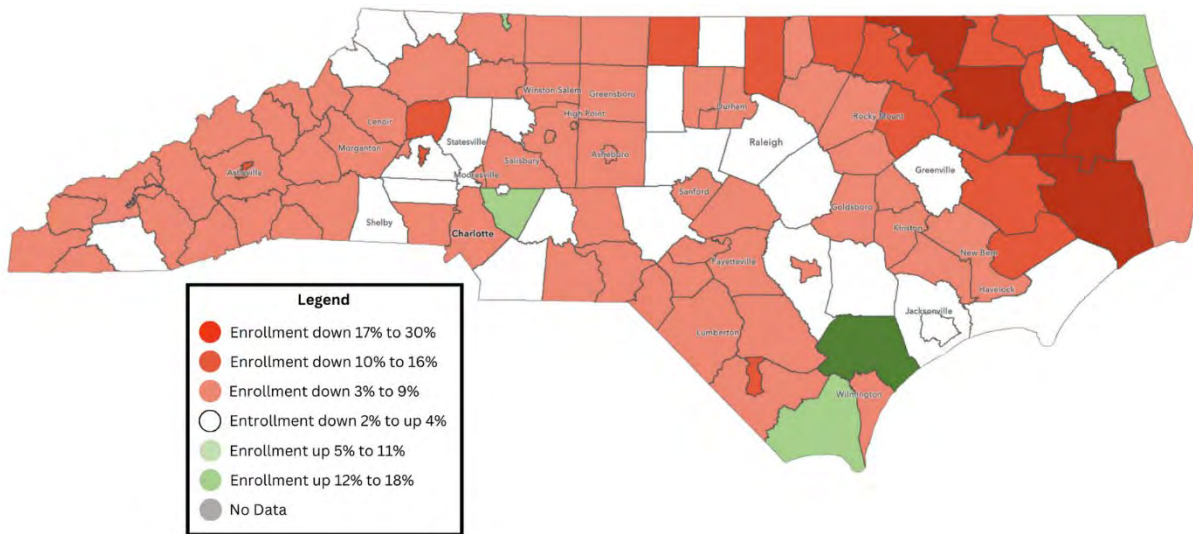 Winston-Salem
Greensboro
High Point
Durham
Rocky Mount
Lenoir
Statesville
Raleigh
Morganton
Salisbury
Asheboro
Greenville
Asheville
Mooresville
Sanford
Goldsboro
Shelby
Charlotte
Kinston
New Bern
Fayetteville
Havelock
Jacksonville
Lumberton
Wilmington
Legend
Enrollment down 17% to 30%
Enrollment down 10% to 16%
Enrollment down 3% to 9%
Entrollment down 2% to up 4%
Enrollment up 5% to 11%
Enrollment up 12% to 18%
No Data